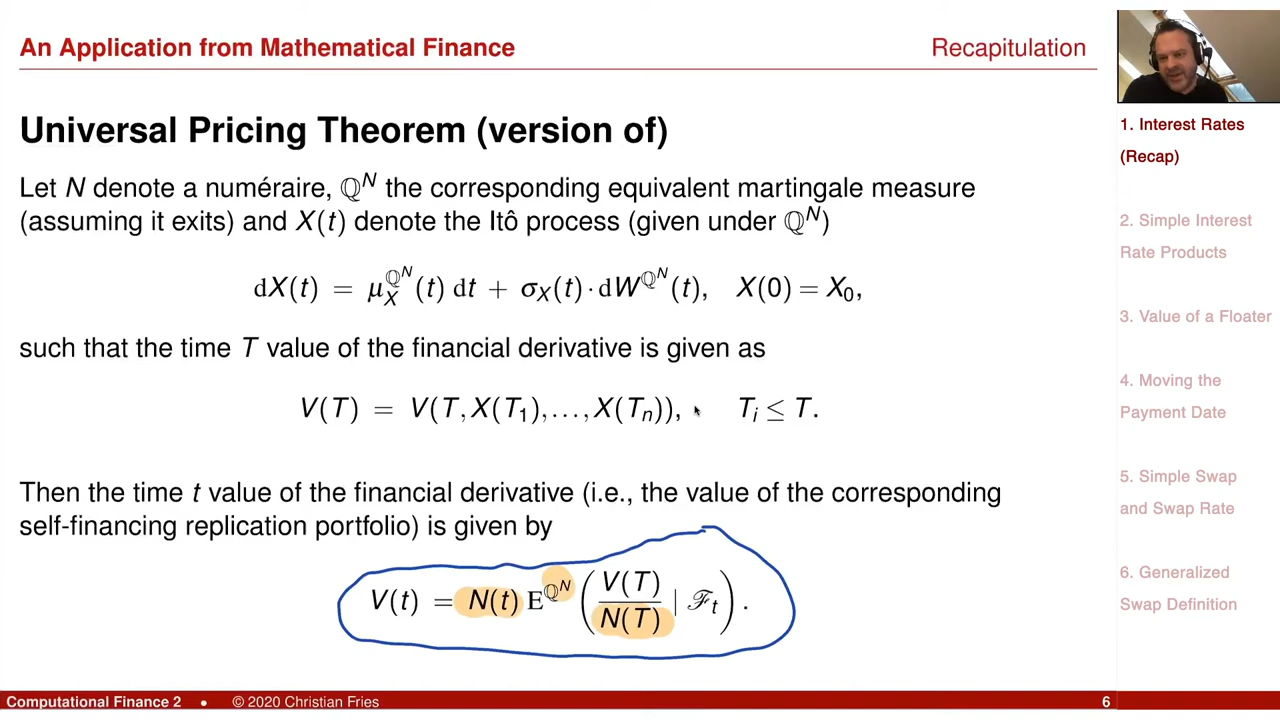 An Application from Mathematical Finance
Recapitulation
Universal Pricing Theorem (version of)
Let N denote a numéraire, ℚ^N the corresponding equivalent martingale measure
(assuming it exits) and X(t) denote the Itô process (given under ℚ^N)
dX(t) = μ_X^{ℚ^N}(t) dt + σ_X(t) · dW^{ℚ^N}(t), X(0) = X_0,
such that the time T value of the financial derivative is given as
V(T) = V(T, X(T_1), …, X(T_n)), T_i ≤ T.
Then the time t value of the financial derivative (i.e., the value of the corresponding
self-financing replication portfolio) is given by
V(t) = N(t) E^{ℚ^N} ( V(T) / N(T) | ℱ_t ) .
1. Interest Rates
(Recap)
2. Simple Interest
Rate Products
3. Value of a Floater
4. Moving the
Payment Date
5. Simple Swap
and Swap Rate
6. Generalized
Swap Definition
Computational Finance 2 • © 2020 Christian Fries
6